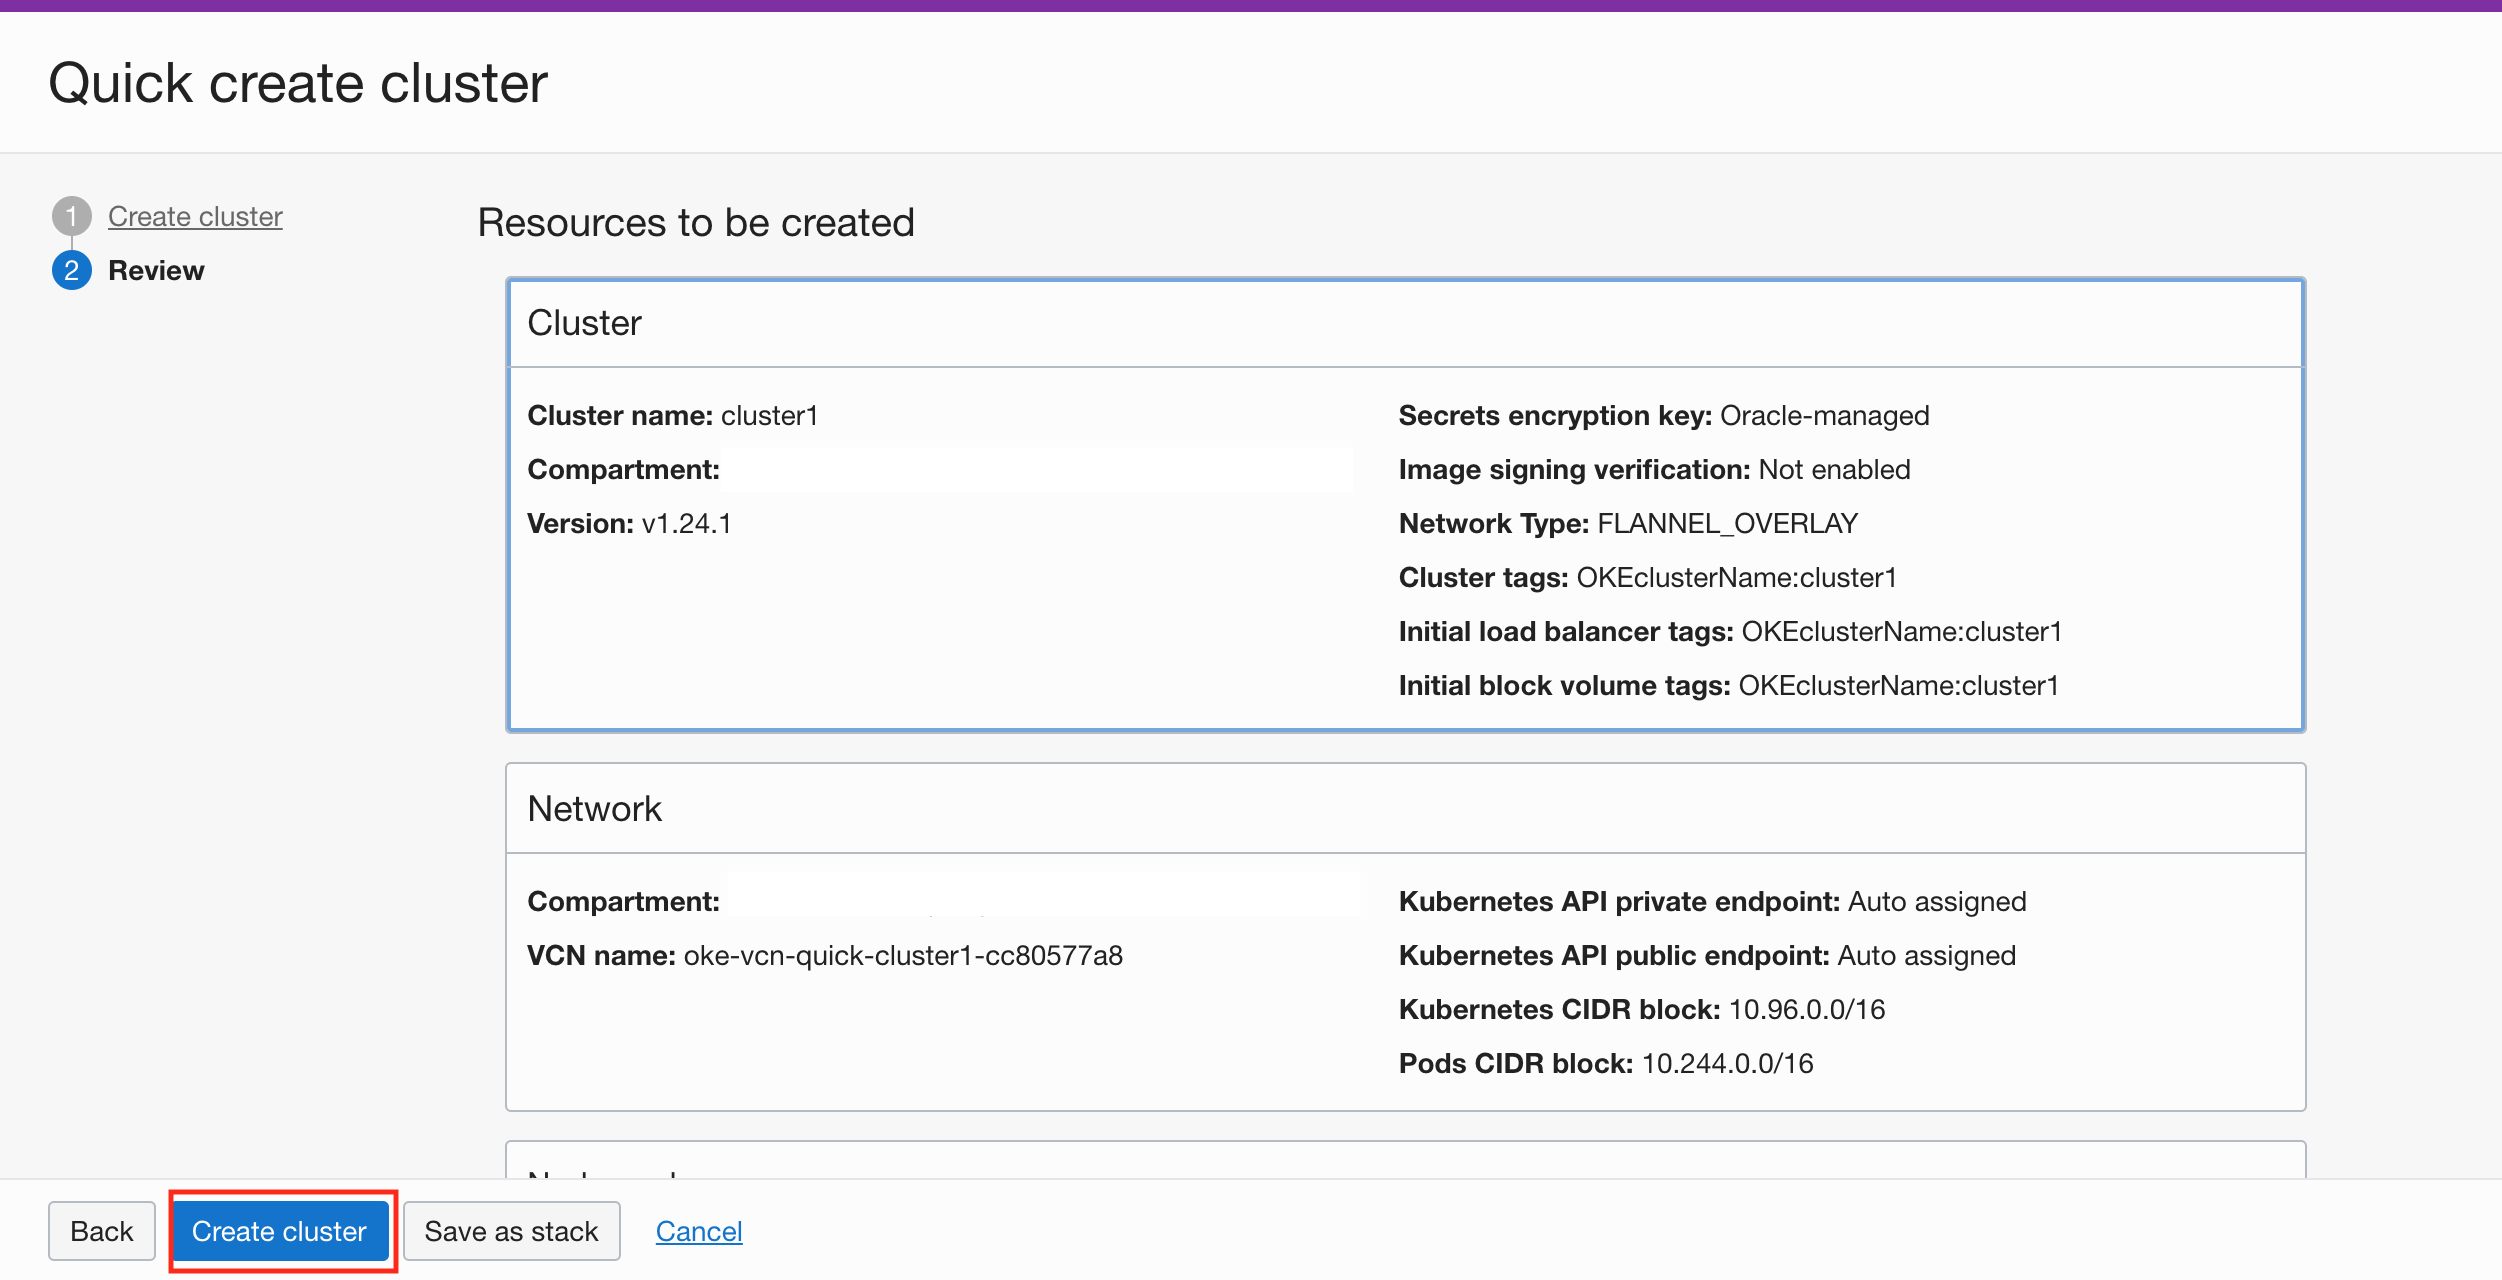 Quick create cluster
1 Create cluster
2 Review
Resources to be created
Cluster
Cluster name: cluster1
Compartment:
Version: v1.24.1
Secrets encryption key: Oracle-managed
Image signing verification: Not enabled
Network Type: FLANNEL_OVERLAY
Cluster tags: OKEclusterName:cluster1
Initial load balancer tags: OKEclusterName:cluster1
Initial block volume tags: OKEclusterName:cluster1
Network
Compartment:
VCN name: oke-vcn-quick-cluster1-cc80577a8
Kubernetes API private endpoint: Auto assigned
Kubernetes API public endpoint: Auto assigned
Kubernetes CIDR block: 10.96.0.0/16
Pods CIDR block: 10.244.0.0/16
Back Create cluster Save as stack Cancel